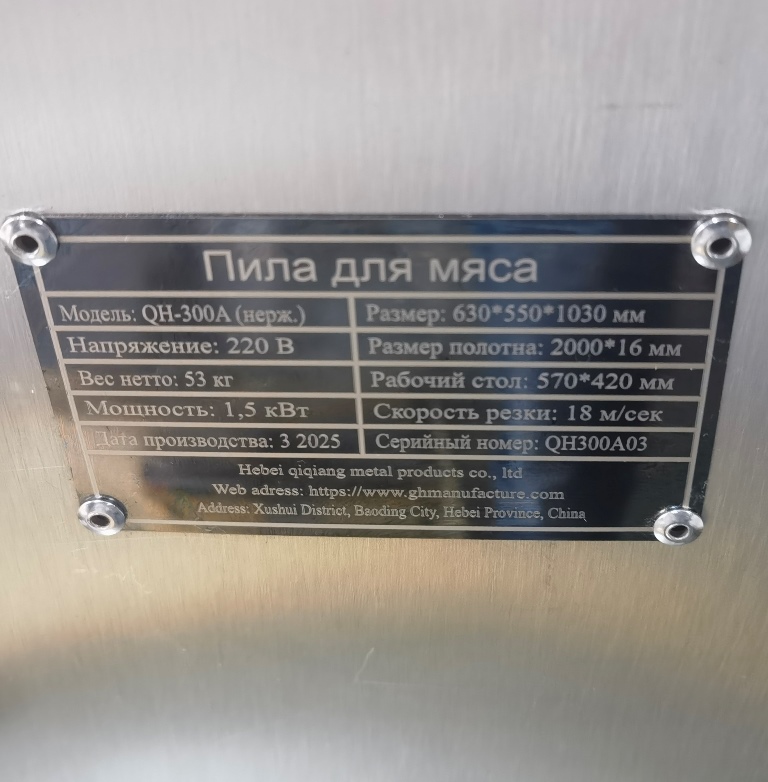 Пила для мяса
Модель: QH-300A (нерж.)
Размер: 630*550*1030 мм
Напряжение: 220 В
Размер полотна: 2000*16 мм
Вес нетто: 53 кг
Рабочий стол: 570*420 мм
Мощность: 1,5 кВт
Скорость резки: 18 м/сек
Дата производства: 3 2025
Серийный номер: QH300A03
Hebei qiqiang metal products co., ltd
Web adress: https://www.ghmanufacture.com
Address: Xushui District, Baoding City, Hebei Province, China